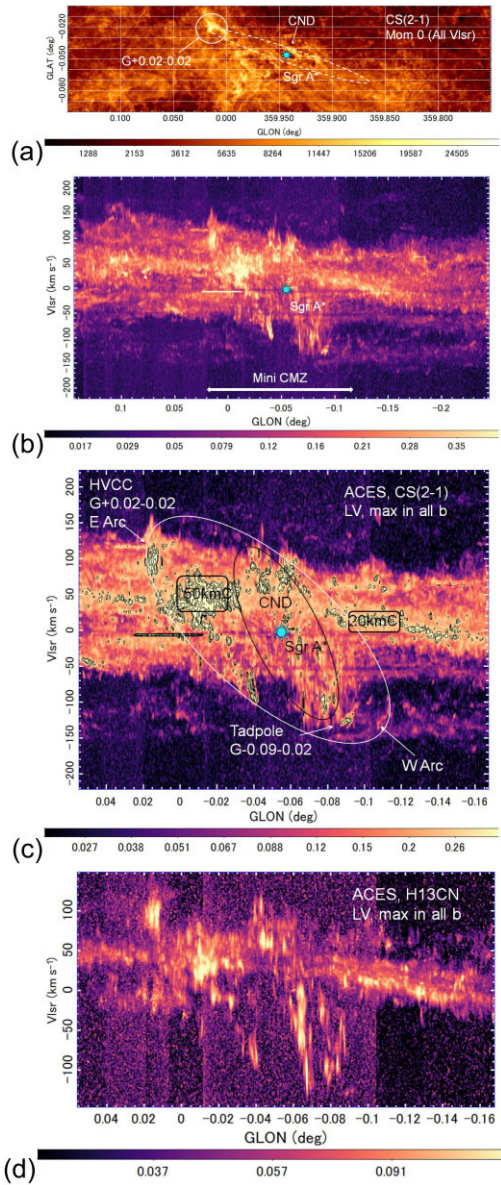 CND
CS(2-1)
Mom 0 (All Vlsr)
G+0.02-0.02
Sgr A*
GLAT (deg)
-0.020
-0.050
-0.080
0.100
0.050
0.000
359.950
359.900
359.850
359.800
GLON (deg)
(a)
1288
2153
3612
5635
8264
11447
15206
19587
24505
Vlsr (km s⁻¹)
200
150
100
50
0
-50
-100
-150
-200
Sgr A*
Mini CMZ
0.1
0.05
0
-0.05
-0.1
-0.15
-0.2
GLON (deg)
(b)
0.017
0.029
0.05
0.079
0.12
0.16
0.21
0.28
0.35
HVCC
G+0.02-0.02
E Arc
ACES, CS(2-1)
LV, max in all b
50kmC
CND
20kmC
Sgr A*
Tadpole
G-0.09-0.02
W Arc
Vlsr (km s⁻¹)
200
150
100
50
0
-50
-100
-150
-200
0.04
0.02
0
-0.02
-0.04
-0.06
-0.08
-0.1
-0.12
-0.14
-0.16
GLON (deg)
(c)
0.027
0.038
0.051
0.067
0.088
0.12
0.15
0.2
0.26
ACES, H13CN
LV, max in all b
Vlsr (km s⁻¹)
100
50
0
-50
-100
0.04
0.02
0
-0.02
-0.04
-0.06
-0.08
-0.1
-0.12
-0.14
-0.16
GLON (deg)
(d)
0.037
0.057
0.091